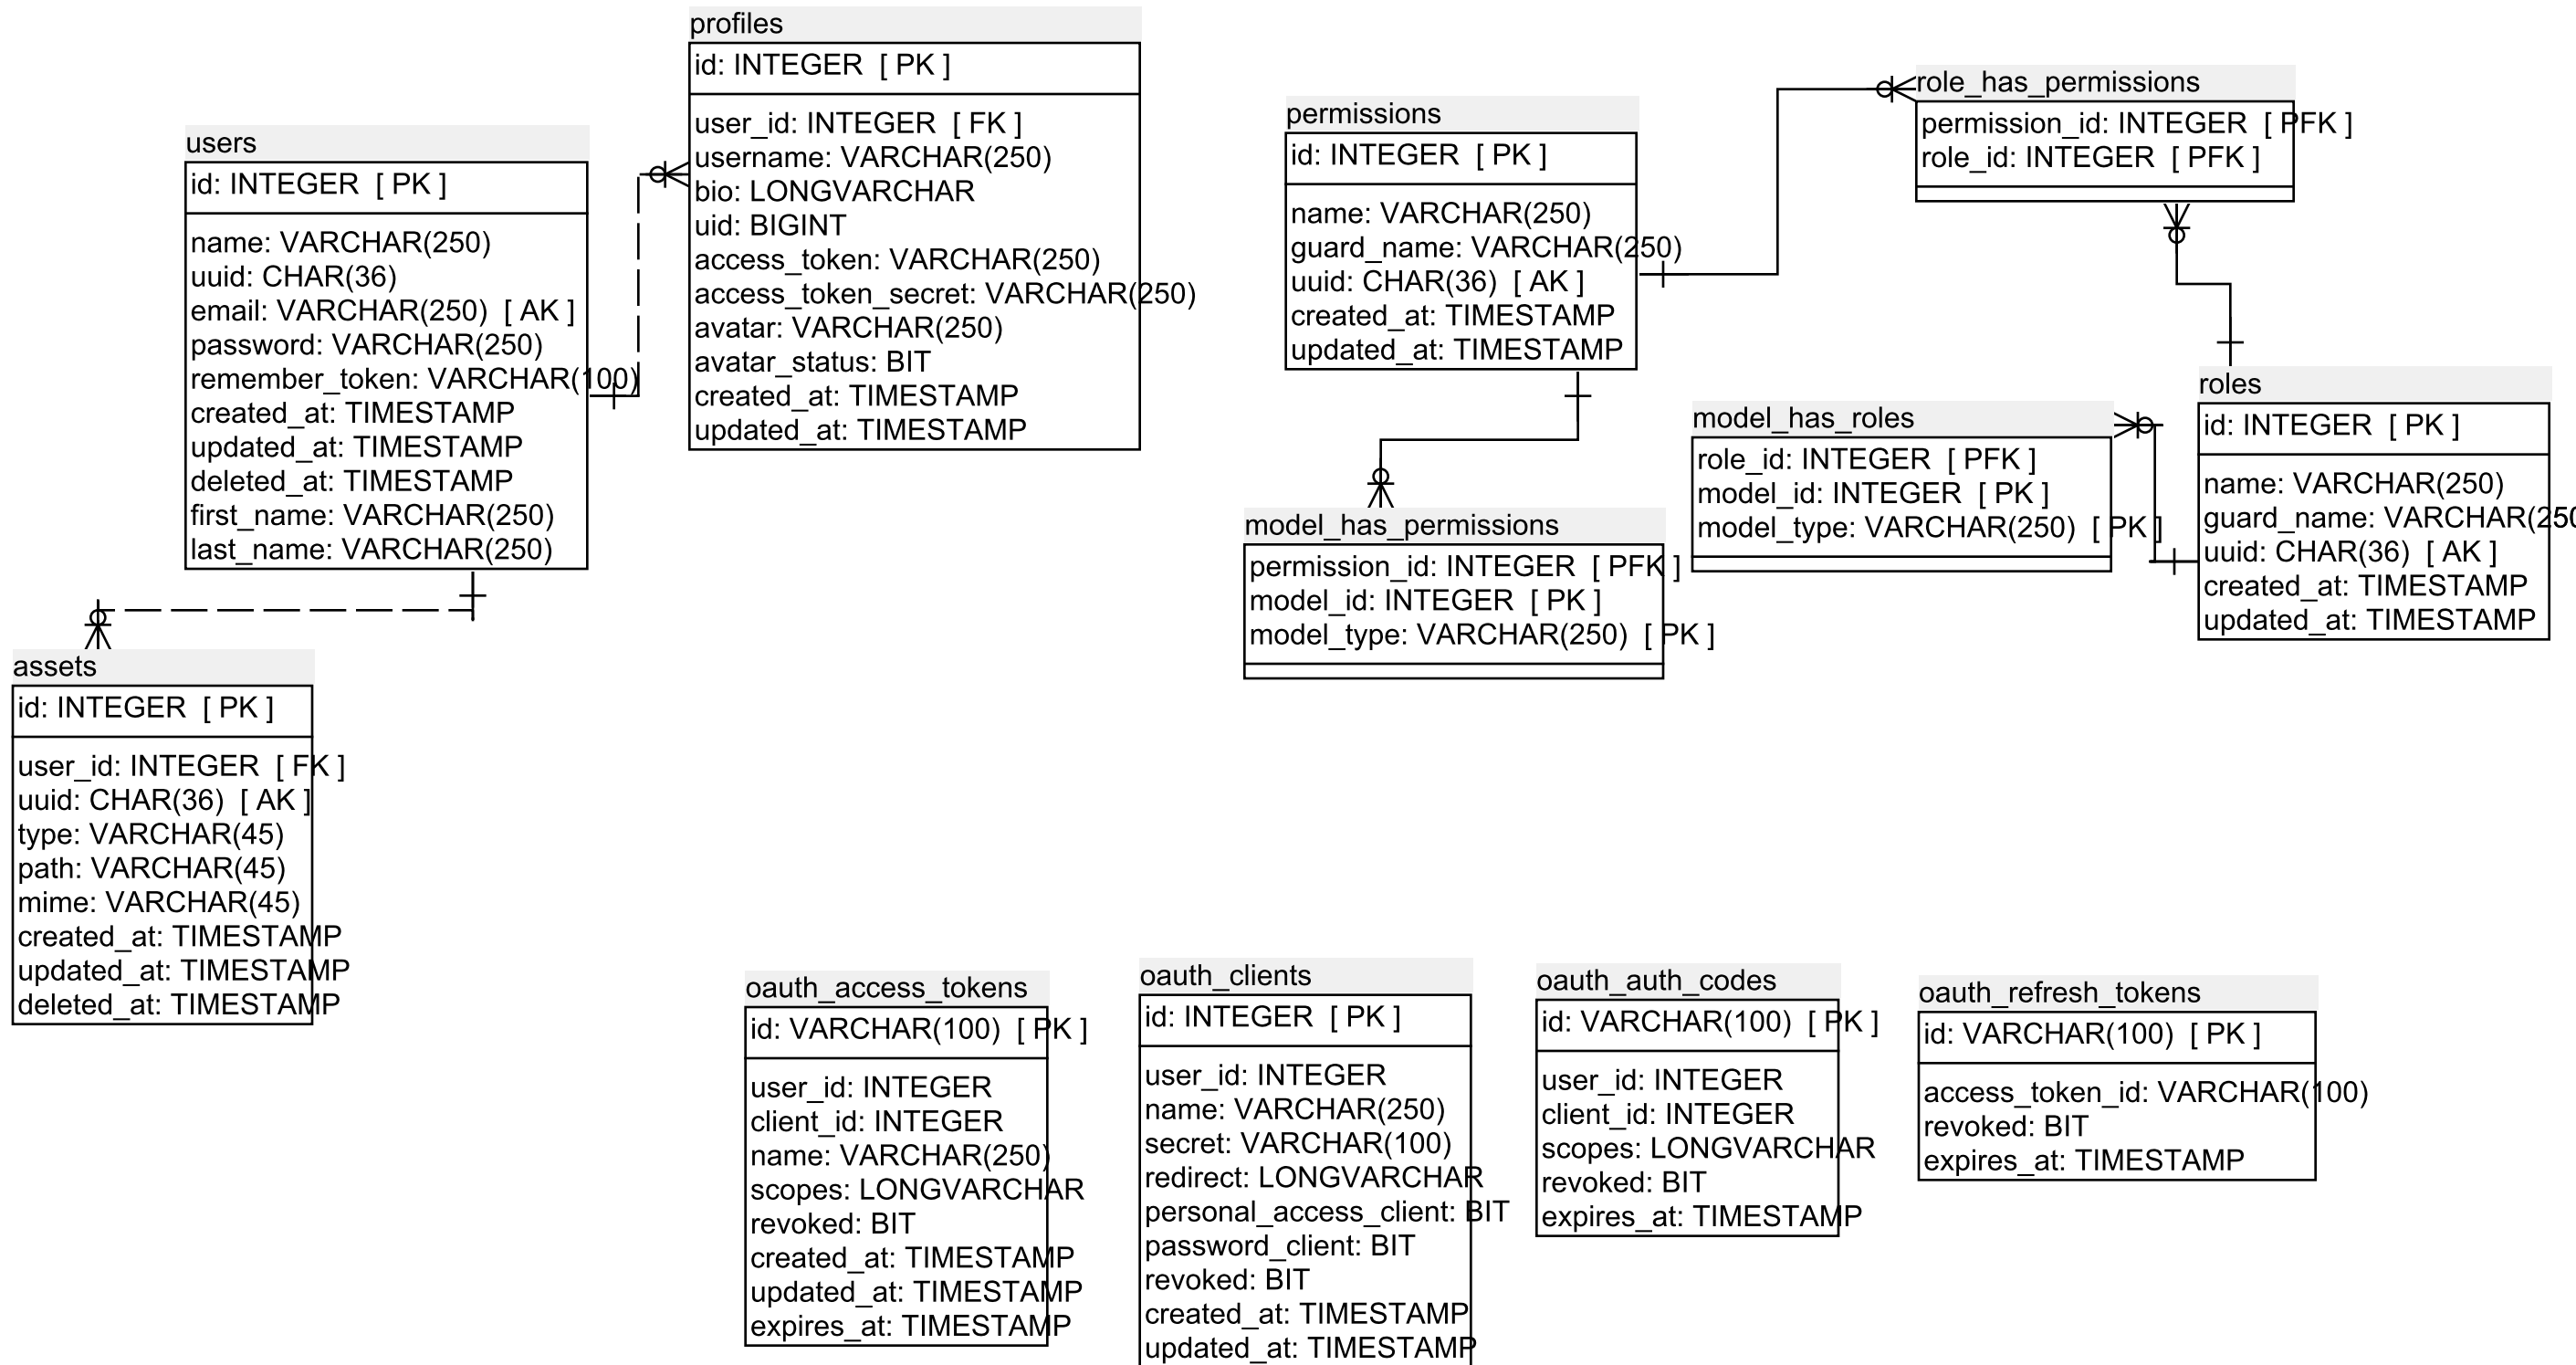 profiles
id: INTEGER [ PK ]
user_id: INTEGER [ FK ]
username: VARCHAR(250)
bio: LONGVARCHAR
uid: BIGINT
access_token: VARCHAR(250)
access_token_secret: VARCHAR(250)
avatar: VARCHAR(250)
avatar_status: BIT
created_at: TIMESTAMP
updated_at: TIMESTAMP
users
id: INTEGER [ PK ]
name: VARCHAR(250)
uuid: CHAR(36)
email: VARCHAR(250) [ AK ]
password: VARCHAR(250)
remember_token: VARCHAR(100)
created_at: TIMESTAMP
updated_at: TIMESTAMP
deleted_at: TIMESTAMP
first_name: VARCHAR(250)
last_name: VARCHAR(250)
permissions
id: INTEGER [ PK ]
name: VARCHAR(250)
guard_name: VARCHAR(250)
uuid: CHAR(36) [ AK ]
created_at: TIMESTAMP
updated_at: TIMESTAMP
role_has_permissions
permission_id: INTEGER [ PFK ]
role_id: INTEGER [ PFK ]
roles
id: INTEGER [ PK ]
name: VARCHAR(250)
guard_name: VARCHAR(250
uuid: CHAR(36) [ AK ]
created_at: TIMESTAMP
updated_at: TIMESTAMP
model_has_roles
role_id: INTEGER [ PFK ]
model_id: INTEGER [ PK ]
model_type: VARCHAR(250) [ PK ]
model_has_permissions
permission_id: INTEGER [ PFK ]
model_id: INTEGER [ PK ]
model_type: VARCHAR(250) [ PK ]
assets
id: INTEGER [ PK ]
user_id: INTEGER [ FK ]
uuid: CHAR(36) [ AK ]
type: VARCHAR(45)
path: VARCHAR(45)
mime: VARCHAR(45)
created_at: TIMESTAMP
updated_at: TIMESTAMP
deleted_at: TIMESTAMP
oauth_access_tokens
id: VARCHAR(100) [ PK ]
user_id: INTEGER
client_id: INTEGER
name: VARCHAR(250)
scopes: LONGVARCHAR
revoked: BIT
created_at: TIMESTAMP
updated_at: TIMESTAMP
expires_at: TIMESTAMP
oauth_clients
id: INTEGER [ PK ]
user_id: INTEGER
name: VARCHAR(250)
secret: VARCHAR(100)
redirect: LONGVARCHAR
personal_access_client: BIT
password_client: BIT
revoked: BIT
created_at: TIMESTAMP
updated_at: TIMESTAMP
oauth_auth_codes
id: VARCHAR(100) [ PK ]
user_id: INTEGER
client_id: INTEGER
scopes: LONGVARCHAR
revoked: BIT
expires_at: TIMESTAMP
oauth_refresh_tokens
id: VARCHAR(100) [ PK ]
access_token_id: VARCHAR(100)
revoked: BIT
expires_at: TIMESTAMP